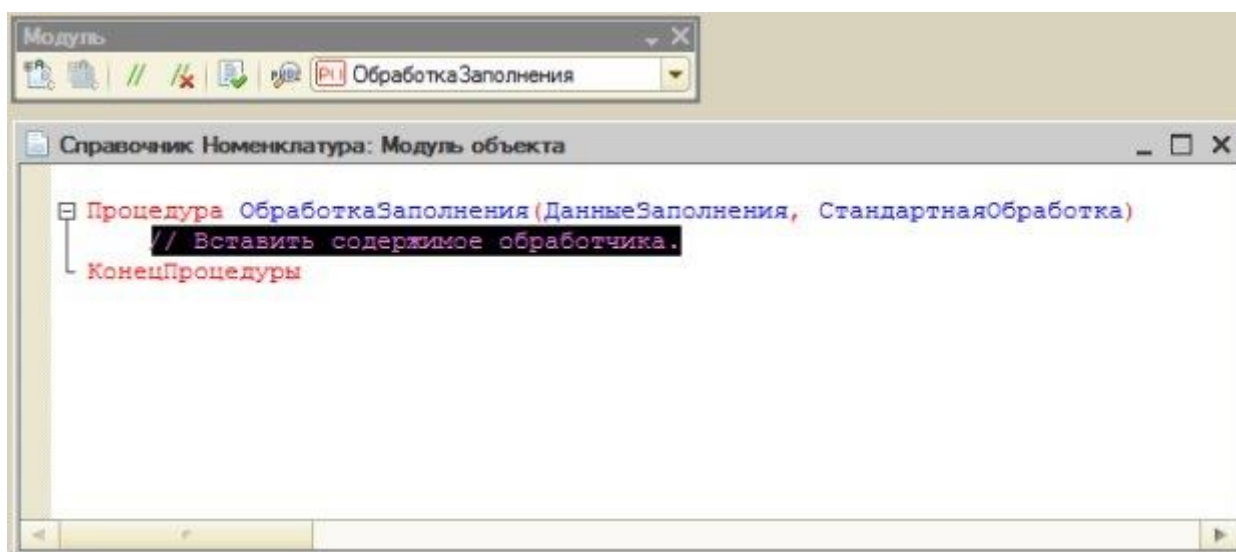 Модуль
ОбработкаЗаполнения
Справочник Номенклатура: Модуль объекта
Процедура ОбработкаЗаполнения(ДанныеЗаполнения, СтандартнаяОбработка)
// Вставить содержимое обработчика.
КонецПроцедуры